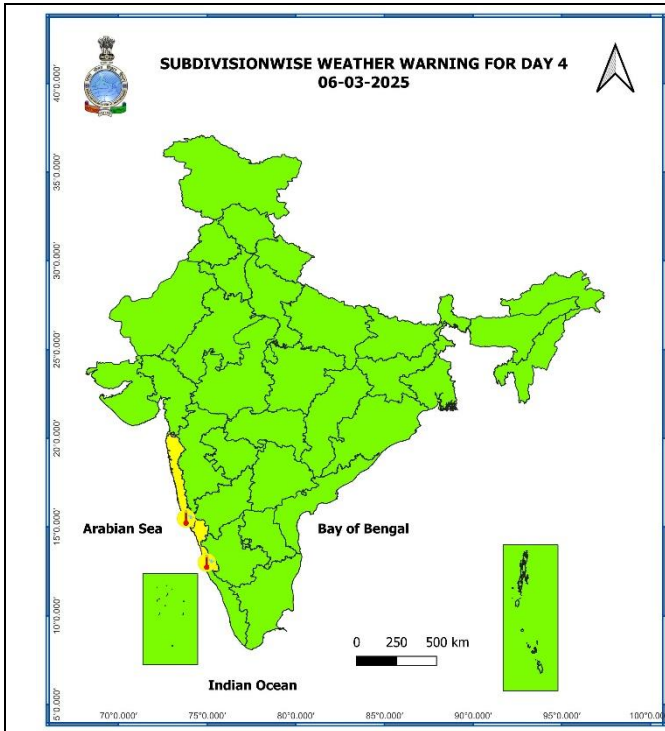 SUBDIVISIONWISE WEATHER WARNING FOR DAY 4
06-03-2025
40°0.000'
35°0.000'
30°0.000'
25°0.000'
20°0.000'
15°0.000'
10°0.000'
5°0.000'
Arabian Sea
Bay of Bengal
0 250 500 km
Indian Ocean
70°0.000' 75°0.000' 80°0.000' 85°0.000' 90°0.000' 95°0.000' 100°0.000'